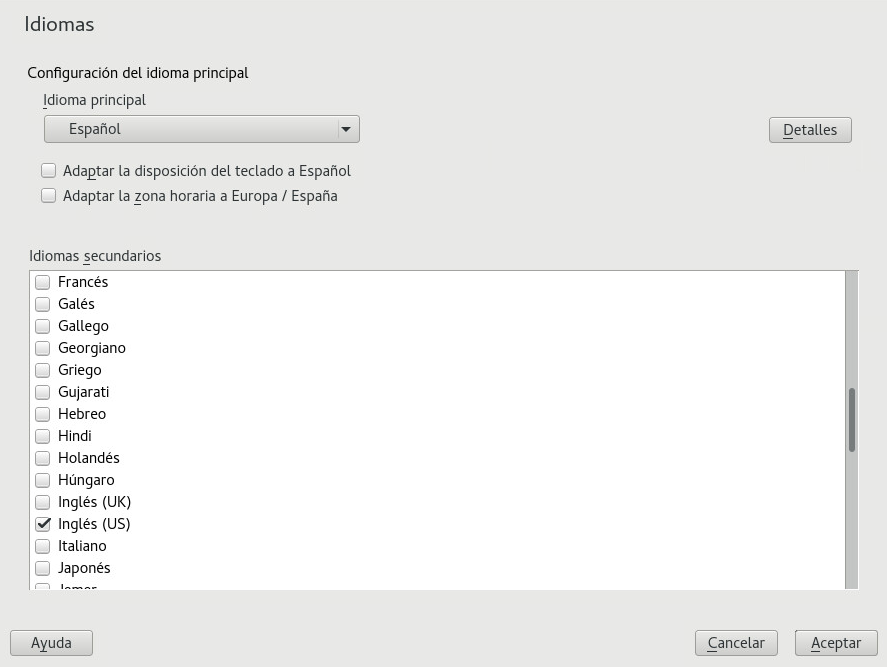 Idiomas
Configuración del idioma principal
Idioma principal
Español
Detalles
Adaptar la disposición del teclado a Español
Adaptar la zona horaria a Europa / España
Idiomas secundarios
Francés
Galés
Gallego
Georgiano
Griego
Gujarati
Hebreo
Hindi
Holandés
Húngaro
Inglés (UK)
Inglés (US)
Italiano
Japonés
Ayuda
Cancelar
Aceptar